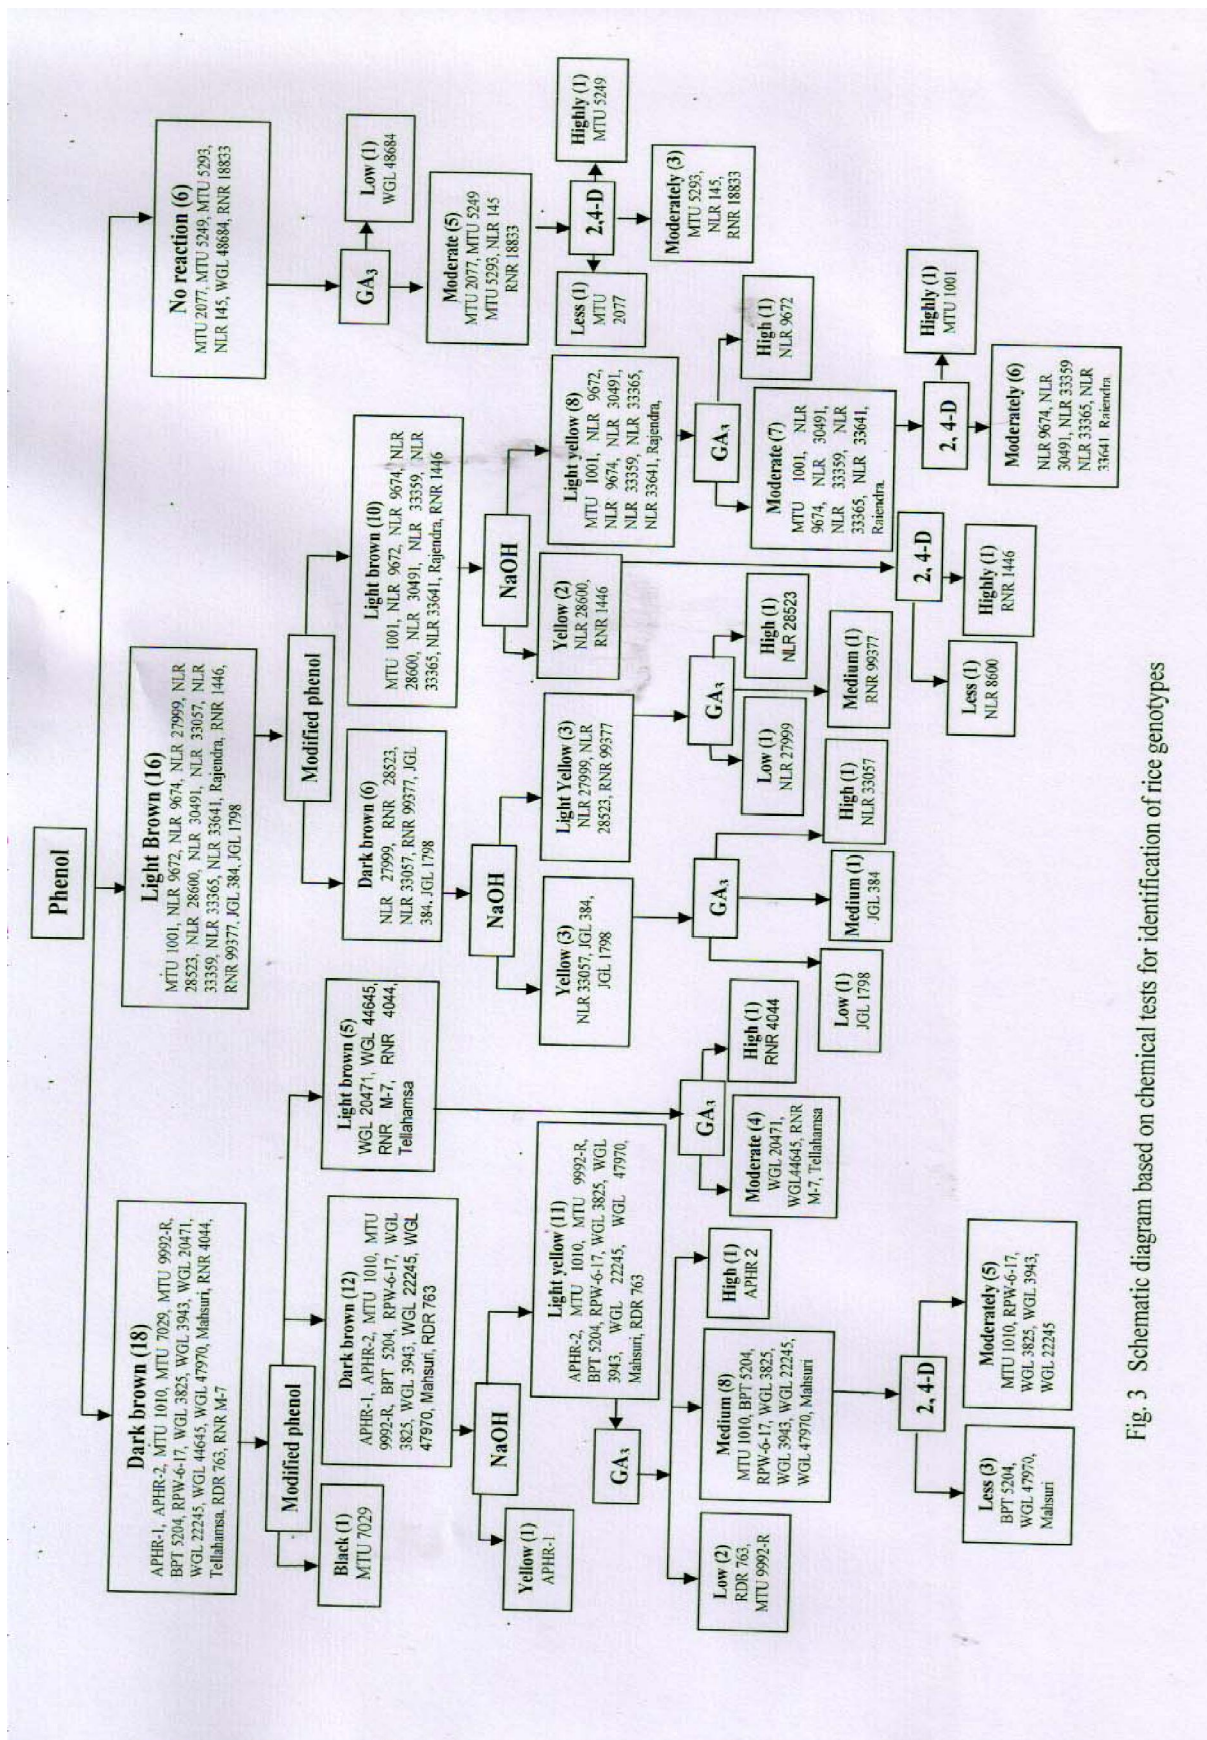 Phenol
Dark brown (18)
APHR-1, APHR-2, MTU 1010, MTU 7029, MTU 9992-R,
BPT 5204, RPW-6-17, WGL 3825, WGL 3943, WGL 20471,
WGL 22245, WGL 44645, WGL 47970, Mahsuri, RNR 4044,
Tellahamsa, RDR 763, RNR M-7
Light Brown (16)
MTU 1001, NLR 9672, NLR 9674, NLR 27999, NLR
28523, NLR 28600, NLR 30491, NLR 33057, NLR
33359, NLR 33365, NLR 33641, Rajendra, RNR 1446,
RNR 99377, JGL 384, JGL 1798
No reaction (6)
MTU 2077, MTU 5249, MTU 5293,
NLR 145, WGL 48684, RNR 18833
Modified phenol
Modified phenol
GA3
Low (1)
WGL 48684
Black (1)
MTU 7029
Dark brown (12)
APHR-1, APHR-2, MTU 1010, MTU
9992-R, BPT 5204, RPW-6-17, WGL
3825, WGL 3943, WGL 22245, WGL
47970, Mahsuri, RDR 763
Light brown (5)
WGL 20471, WGL 44645,
RNR M-7, RNR 4044,
Tellahamsa
Dark brown (6)
NLR 27999, RNR 28523,
NLR 33057, RNR 99377, JGL
384, JGL 1798
Light brown (10)
MTU 1001, NLR 9672, NLR 9674, NLR
28600, NLR 30491, NLR 33359, NLR
33365, NLR 33641, Rajendra, RNR 1446
Moderate (5)
MTU 2077, MTU 5249
MTU 5293, NLR 145
RNR 18833
NaOH
NaOH
NaOH
2,4-D
Highly (1)
MTU 5249
Yellow (1)
APHR-1
Light yellow (11)
APHR-2, MTU 1010, MTU 9992-R,
BPT 5204, RPW-6-17, WGL 3825, WGL
3943, WGL 22245, WGL 47970,
Mahsuri, RDR 763
Yellow (3)
NLR 33057, JGL 384,
JGL 1798
Light Yellow (3)
NLR 27999, NLR
28523, RNR 99377
Yellow (2)
NLR 28600,
RNR 1446
Light yellow (8)
MTU 1001, NLR 9672,
NLR 9674, NLR 30491,
NLR 33359, NLR 33365,
NLR 33641, Rajendra,
Less (1)
MTU
2077
Moderately (3)
MTU 5293,
NLR 145,
RNR 18833
GA3
GA3
GA3
GA3
GA3
Low (2)
RDR 763,
MTU 9992-R
Medium (8)
MTU 1010, BPT 5204,
RPW-6-17, WGL 3825,
WGL 3943, WGL 22245,
WGL 47970, Mahsuri
High (1)
APHR 2
Moderate (4)
WGL 20471,
WGL44645, RNR
M-7, Tellahamsa
High (1)
RNR 4044
Low (1)
JGL 1798
Medium (1)
JGL 384
High (1)
NLR 33057
Low (1)
NLR 27999
Medium (1)
RNR 99377
High (1)
NLR 28523
Moderate (7)
MTU 1001, NLR
9674, NLR 30491,
NLR 33359, NLR
33365, NLR 33641,
Rajendra.
High (1)
NLR 9672
2,4-D
2, 4-D
2, 4-D
Highly (1)
MTU 1001
Less (3)
BPT 5204,
WGL 47970,
Mahsuri
Moderately (5)
MTU 1010, RPW-6-17,
WGL 3825, WGL 3943,
WGL 22245
Less (1)
NLR 8600
Highly (1)
RNR 1446
Moderately (6)
NLR 9674, NLR
30491, NLR 33359
NLR 33365, NLR
33641 Rajendra
Fig. 3 Schematic diagram based on chemical tests for identification of rice genotypes